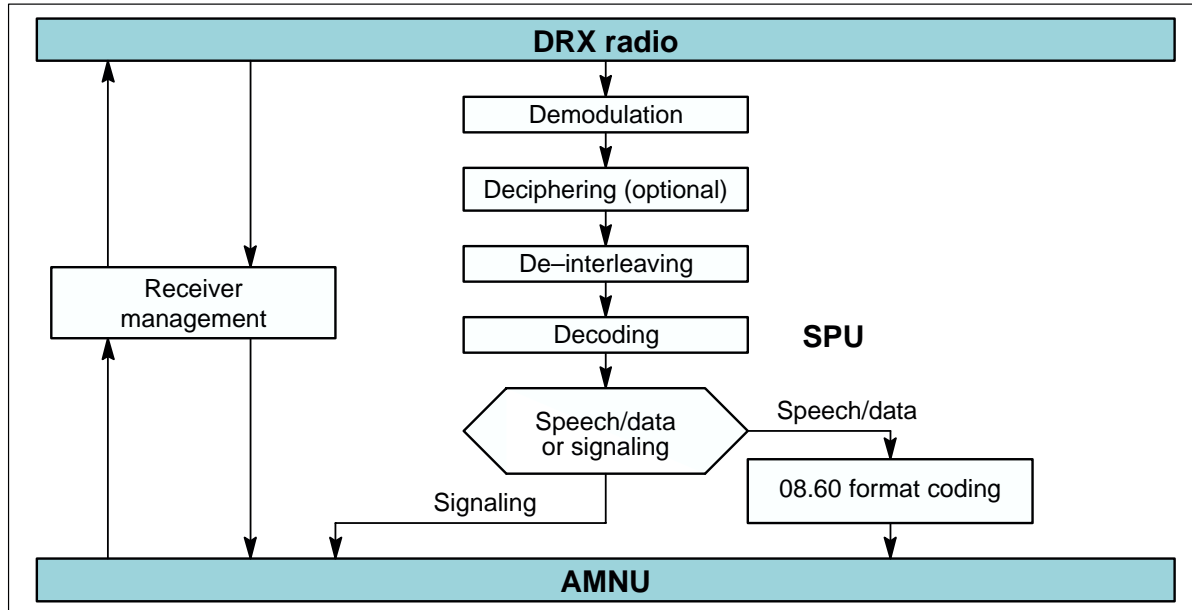 DRX radio
Demodulation
Deciphering (optional)
De–interleaving
Receiver
management
Decoding
SPU
Speech/data
or signaling
Speech/data
08.60 format coding
Signaling
AMNU